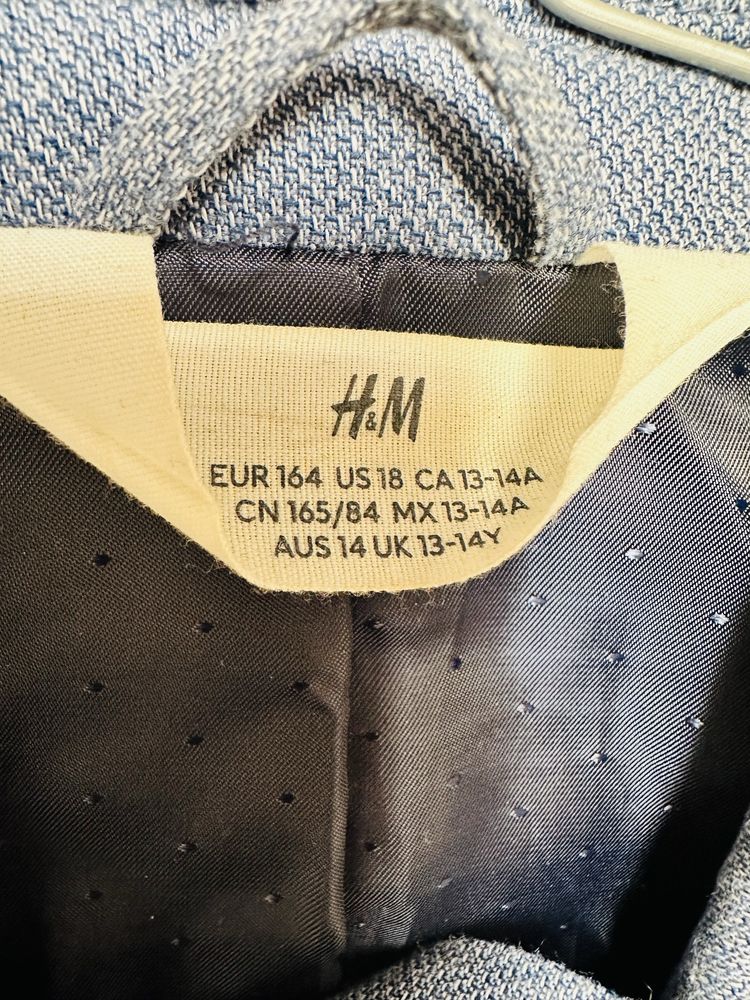 H&M
EUR 164 US 18 CA 13-14A
CN 165/84 MX 13-14A
AUS 14 UK 13-14Y